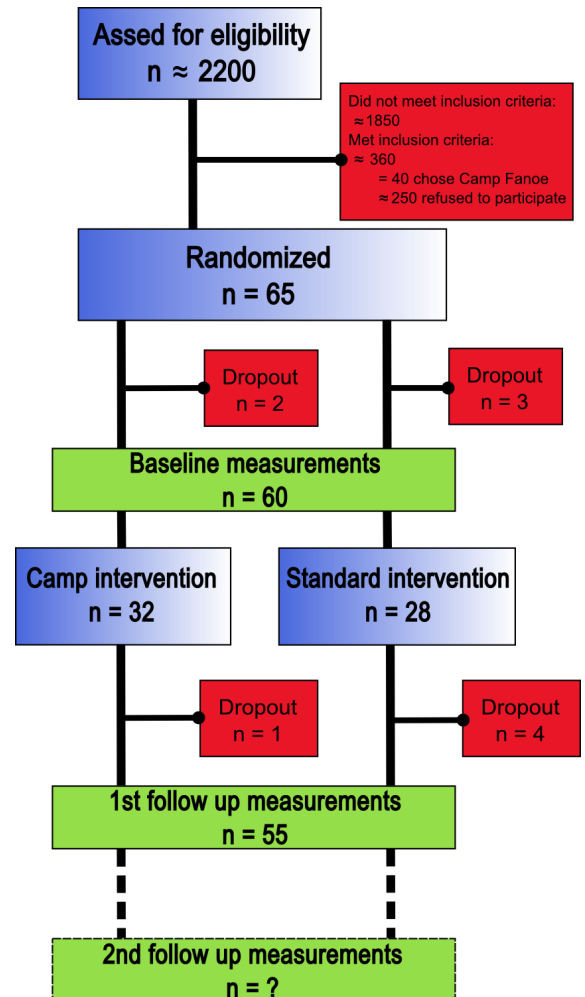 Assed for eligibility
n ≈ 2200
Did not meet inclusion criteria:
≈1850
Met inclusion criteria:
≈ 360
= 40 chose Camp Fanoe
≈250 refused to participate
Randomized
n = 65
Dropout
n = 2
Dropout
n = 3
Baseline measurements
n = 60
Camp intervention
n = 32
Standard intervention
n = 28
Dropout
n = 1
Dropout
n = 4
1st follow up measurements
n = 55
2nd follow up measurements
n = ?